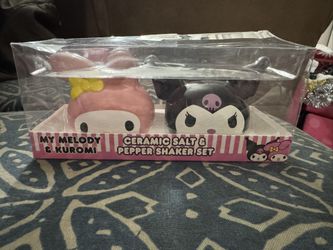 MY MELODY
& KUROMI
CERAMIC SALT &
PEPPER SHAKER SET